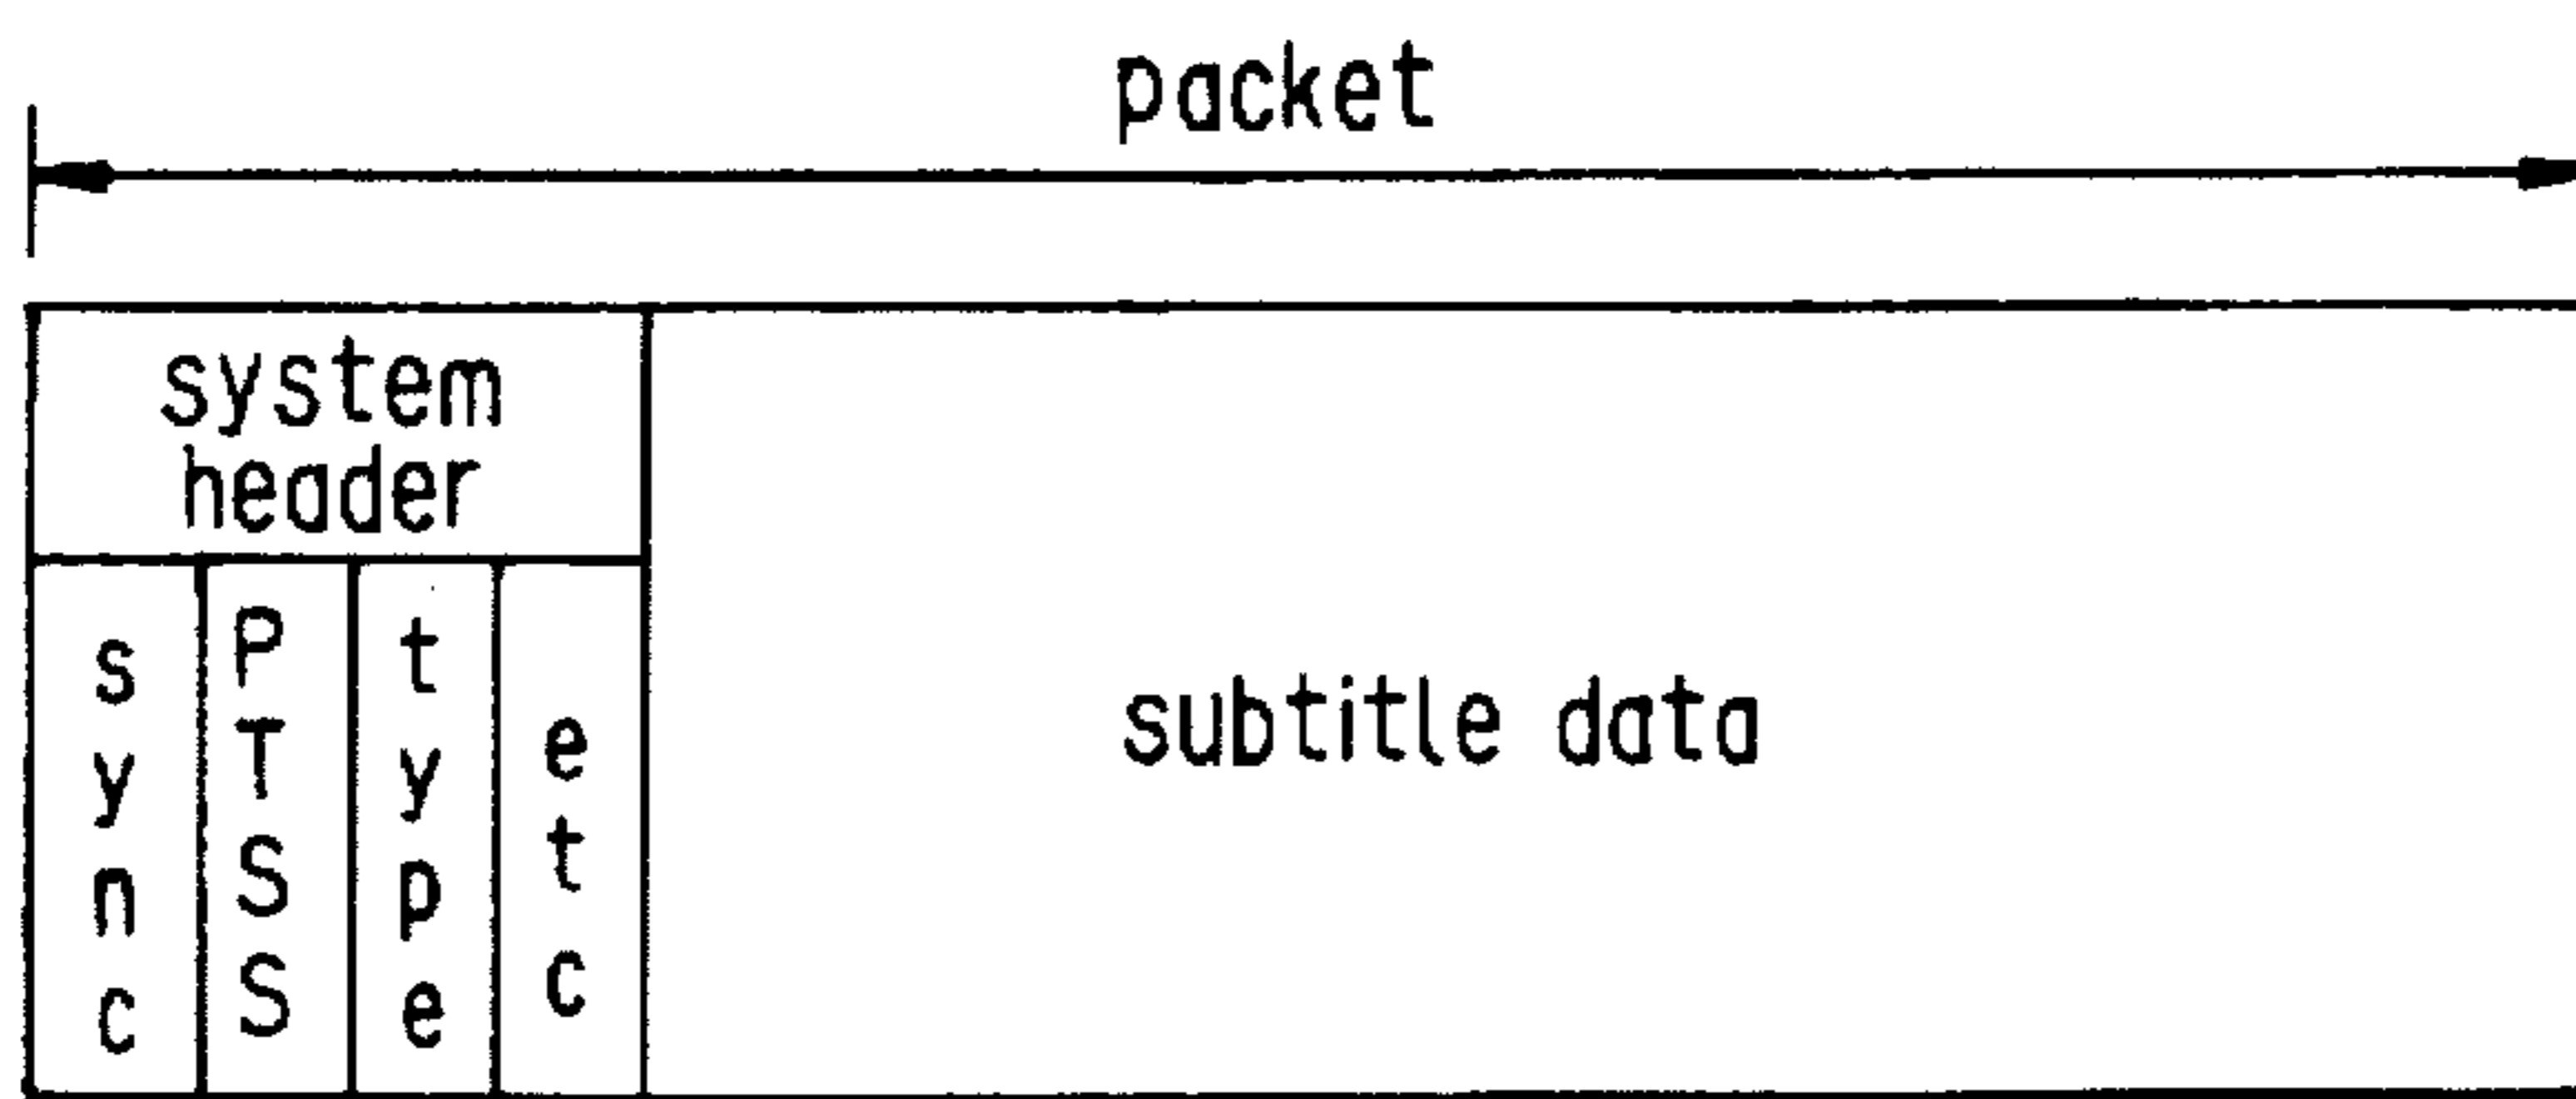 packet
system
header
sync
PTSS
type
etc
subtitle data